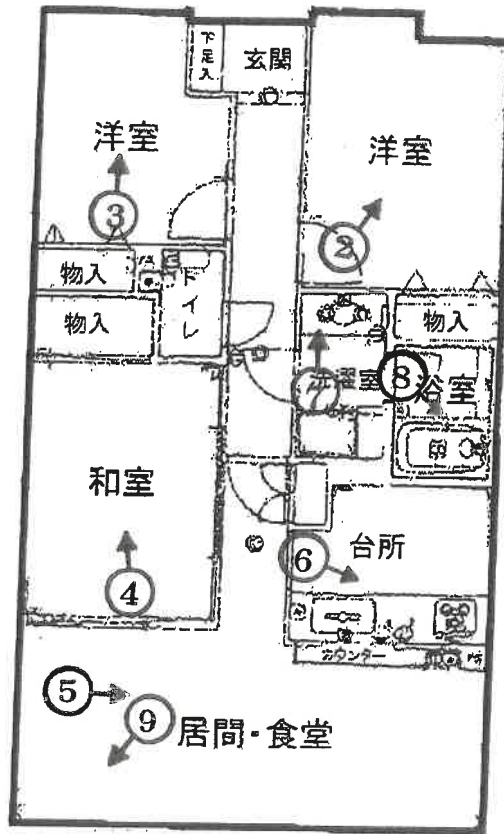 下足入
玄関
洋室
洋室
3
2
物入
トイレ
物入
物入
7
濯室
8
浴室
和室
台所
6
4
カウンター
5
9
居間・食堂